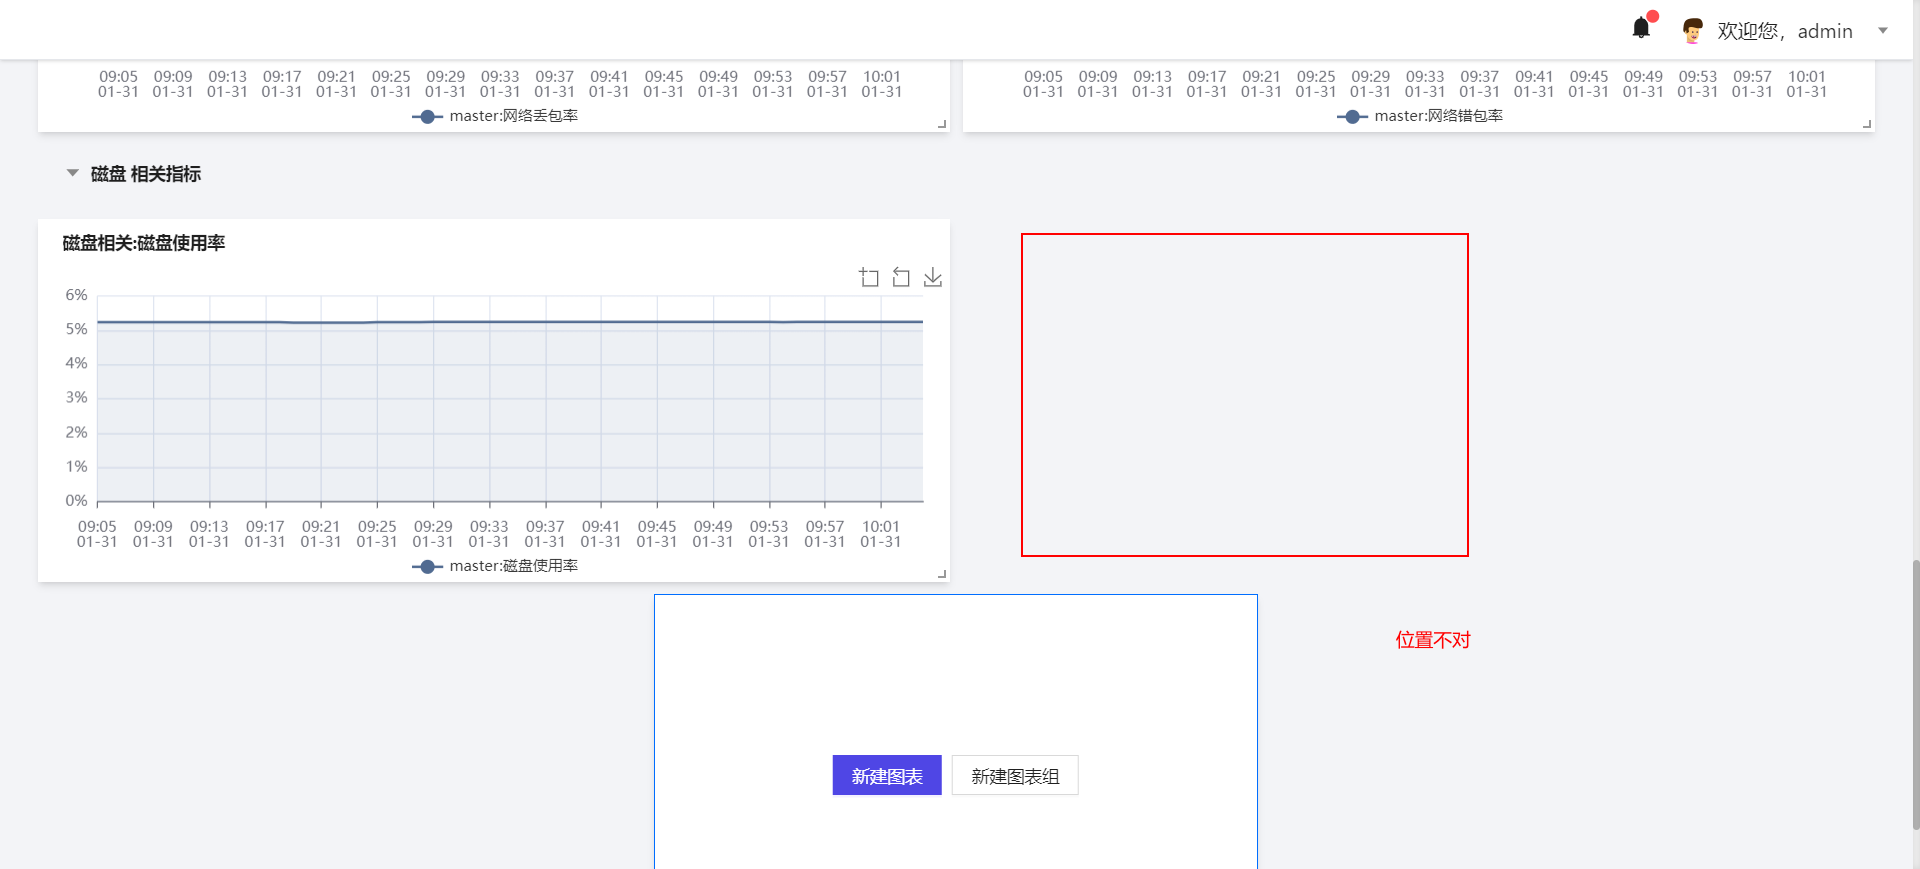 欢迎您，admin
09:05 09:09 09:13 09:17 09:21 09:25 09:29 09:33 09:37 09:41 09:45 09:49 09:53 09:57 10:01
01-31 01-31 01-31 01-31 01-31 01-31 01-31 01-31 01-31 01-31 01-31 01-31 01-31 01-31 01-31
master:网络丢包率
09:05 09:09 09:13 09:17 09:21 09:25 09:29 09:33 09:37 09:41 09:45 09:49 09:53 09:57 10:01
01-31 01-31 01-31 01-31 01-31 01-31 01-31 01-31 01-31 01-31 01-31 01-31 01-31 01-31 01-31
master:网络错包率
磁盘 相关指标
磁盘相关:磁盘使用率
6%
5%
4%
3%
2%
1%
0%
09:05 09:09 09:13 09:17 09:21 09:25 09:29 09:33 09:37 09:41 09:45 09:49 09:53 09:57 10:01
01-31 01-31 01-31 01-31 01-31 01-31 01-31 01-31 01-31 01-31 01-31 01-31 01-31 01-31 01-31
master:磁盘使用率
位置不对
新建图表 新建图表组